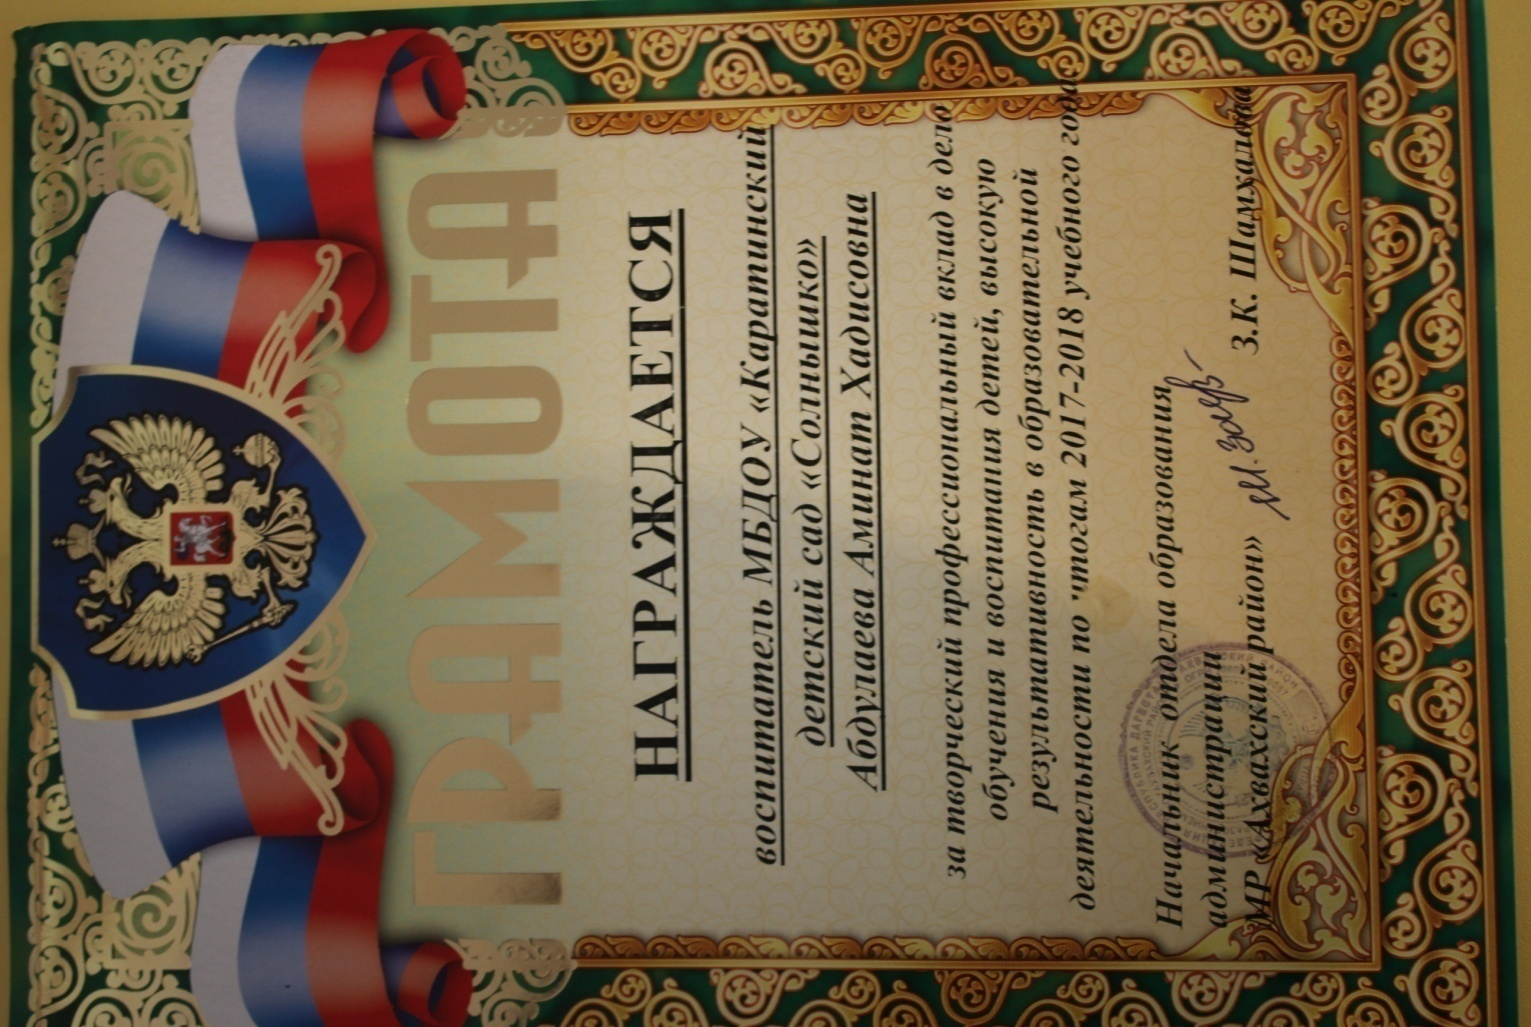 ГРАМОТА
НАГРАЖДАЕТСЯ
воспитатель МБДОУ «Каратинский
детский сад «Солнышко»
Абдулаева Аминат Хадисовна
за творческий профессиональный вклад в дело
обучения и воспитания детей, высокую
результативность в образовательной
деятельности по итогам 2017-2018 учебного года
Начальник отдела образования
администрации
МР «Ахвахский район» З.К. Шамхалова